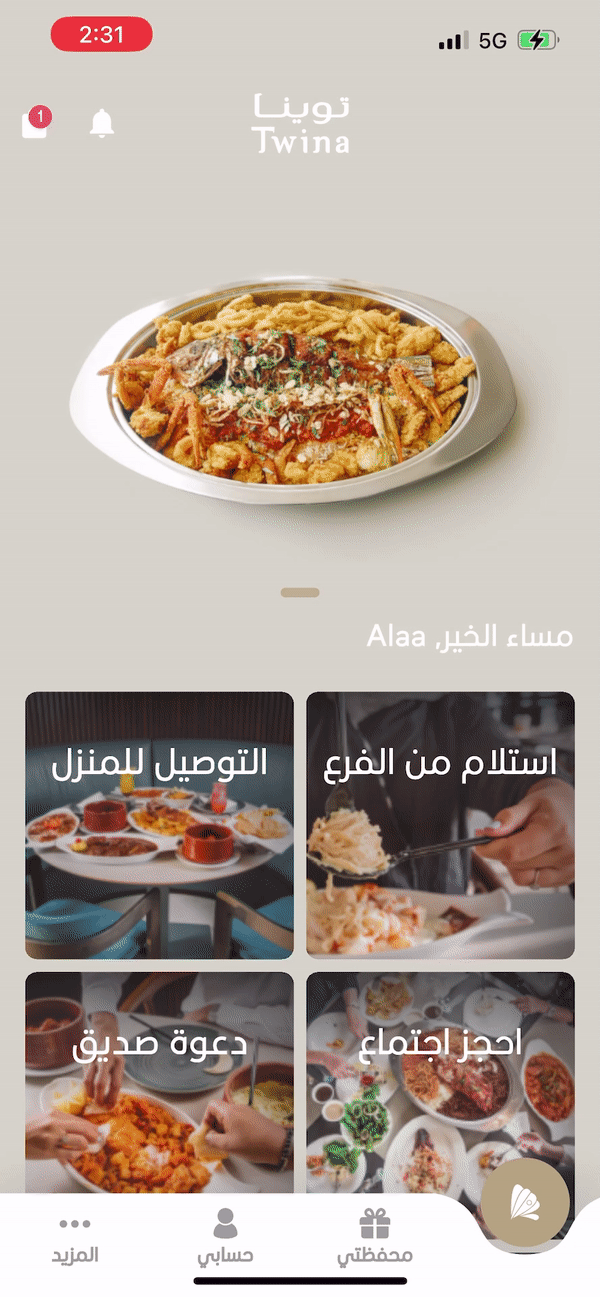 2:31
5G
1
توينا
Twina
مساء الخير, Alaa
استلام من الفرع
التوصيل للمنزل
احجز اجتماع
دعوة صديق
محفظتي
حسابي
المزيد